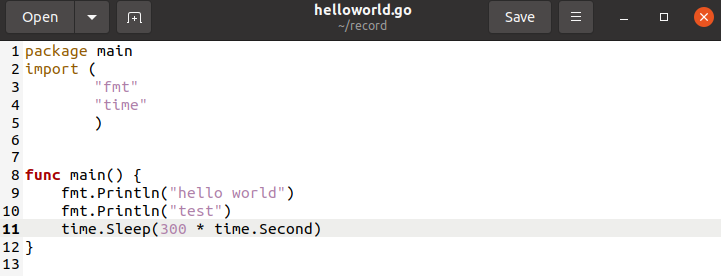 Open
helloworld.go
~/record
Save
1 package main
2 import (
3         "fmt"
4         "time"
5         )
6
7
8 func main() {
9     fmt.Println("hello world")
10     fmt.Println("test")
11     time.Sleep(300 * time.Second)
12 }
13